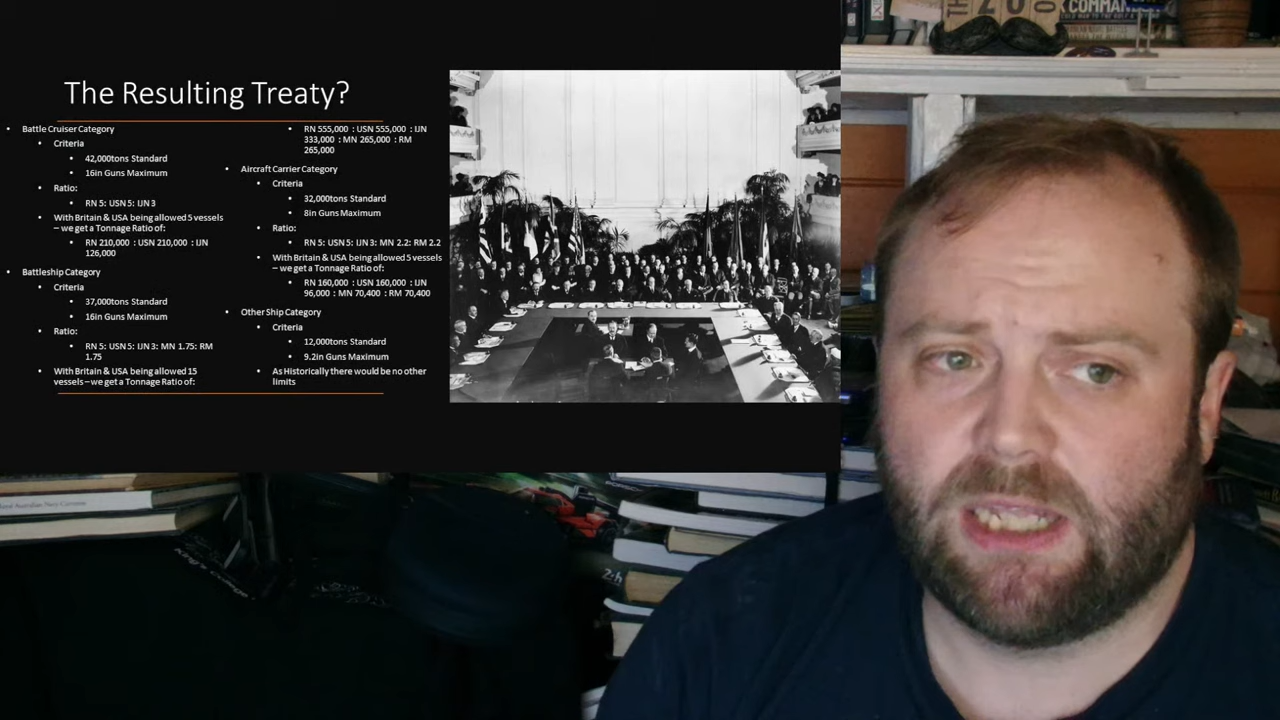 The Resulting Treaty?
• Battle Cruiser Category
• Criteria
• 42,000tons Standard
• 16in Guns Maximum
• Ratio:
• RN 5: USN 5: IJN 3
• With Britain & USA being allowed 5 vessels
– we get a Tonnage Ratio of:
• RN 210,000 : USN 210,000 : IJN
126,000
• Battleship Category
• Criteria
• 37,000tons Standard
• 16in Guns Maximum
• Ratio:
• RN 5: USN 5: IJN 3: MN 1.75: RM
1.75
• With Britain & USA being allowed 15
vessels – we get a Tonnage Ratio of:
• RN 555,000 : USN 555,000 : IJN
333,000 : MN 265,000 : RM
265,000
• Aircraft Carrier Category
• Criteria
• 32,000tons Standard
• 8in Guns Maximum
• Ratio:
• RN 5: USN 5: IJN 3: MN 2.2: RM 2.2
• With Britain & USA being allowed 5 vessels
– we get a Tonnage Ratio of:
• RN 160,000 : USN 160,000 : IJN
96,000 : MN 70,400 : RM 70,400
• Other Ship Category
• Criteria
• 12,000tons Standard
• 9.2in Guns Maximum
• As Historically there would be no other
limits
COMMAN